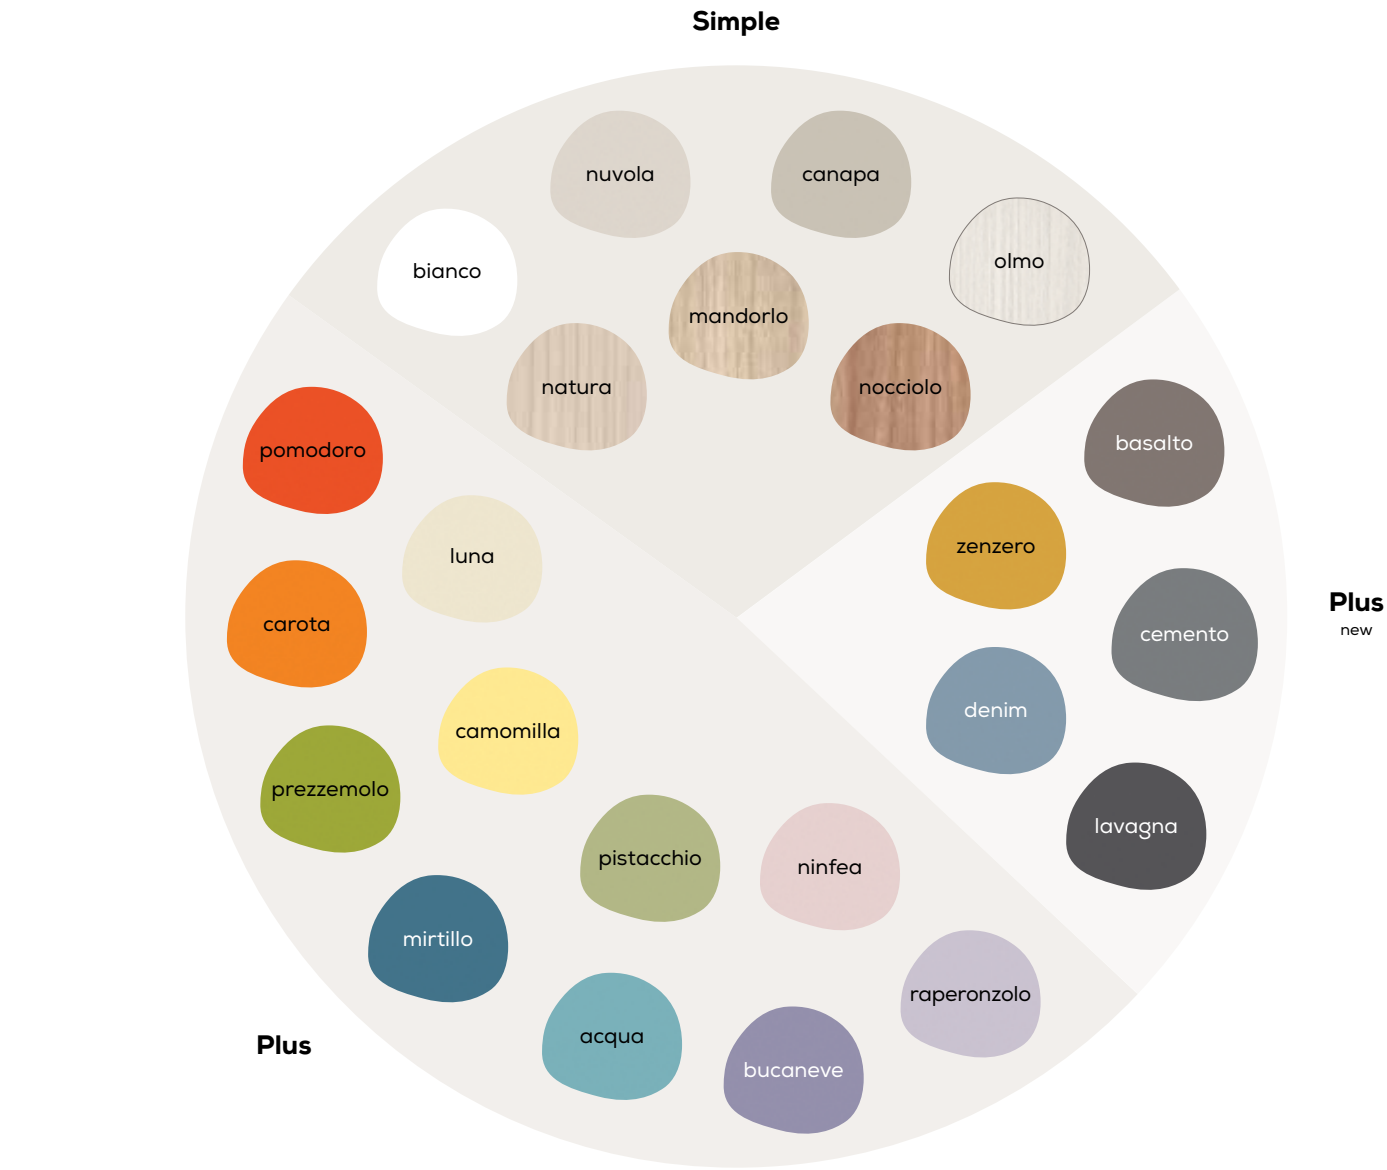 Simple
nuvola
canapa
bianco
olmo
mandorlo
natura
nocciolo
pomodoro
basalto
luna
zenzero
carota
cemento
Plus
new
camomilla
denim
prezzemolo
lavagna
pistacchio
ninfea
mirtillo
raperonzolo
acqua
Plus
bucaneve